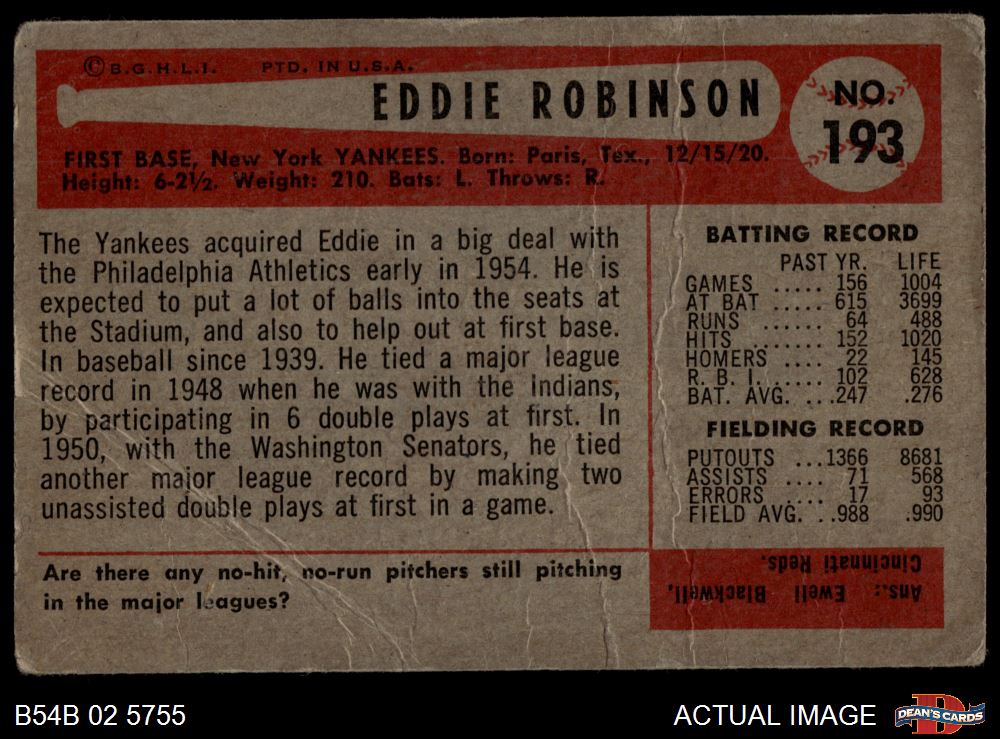 © B.G.H.L.I. PTD. IN U.S.A.
EDDIE ROBINSON
NO.
193
FIRST BASE, New York YANKEES. Born: Paris, Tex., 12/15/20.
Height: 6-2½. Weight: 210. Bats: L. Throws: R.
The Yankees acquired Eddie in a big deal with
the Philadelphia Athletics early in 1954. He is
expected to put a lot of balls into the seats at
the Stadium, and also to help out at first base.
In baseball since 1939. He tied a major league
record in 1948 when he was with the Indians,
by participating in 6 double plays at first. In
1950, with the Washington Senators, he tied
another major league record by making two
unassisted double plays at first in a game.
Are there any no-hit, no-run pitchers still pitching
in the major leagues?
BATTING RECORD
PAST YR. LIFE
GAMES ..... 156 1004
AT BAT ..... 615 3699
RUNS ...... 64 488
HITS ...... 152 1020
HOMERS .... 22 145
R. B. I. ..... 102 628
BAT. AVG. ...247 .276
FIELDING RECORD
PUTOUTS ...1366 8681
ASSISTS .... 71 568
ERRORS .... 17 93
FIELD AVG. ..988 .990
Ans.: Ewell Blackwell,
Cincinnati Reds.
B54B 02 5755
ACTUAL IMAGE
D
DEAN'S CARDS